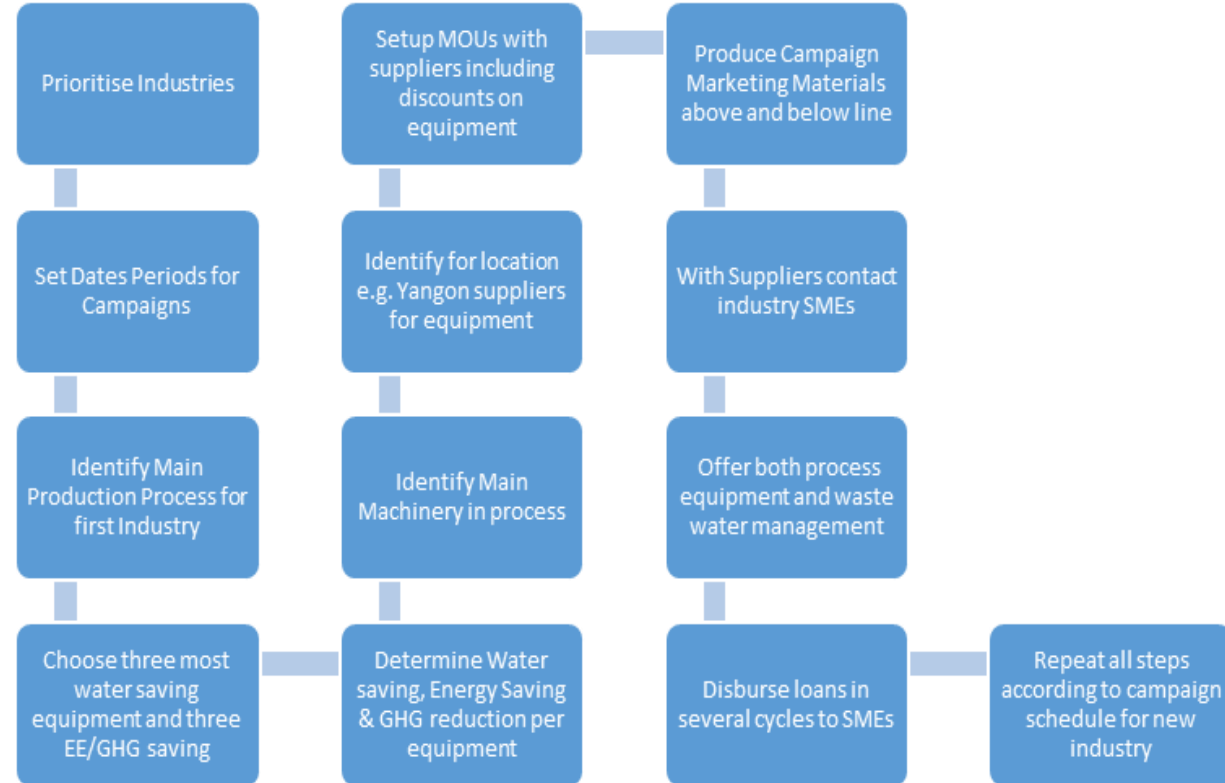 Prioritise Industries
Set Dates Periods for
Campaigns
Identify Main
Production Process for
first Industry
Choose three most
water saving
equipment and three
EE/GHG saving
Determine Water
saving, Energy Saving
& GHG reduction per
equipment
Identify Main
Machinery in process
Identify for location
e.g. Yangon suppliers
for equipment
Setup MOUs with
suppliers including
discounts on
equipment
Produce Campaign
Marketing Materials
above and below line
With Suppliers contact
industry SMEs
Offer both process
equipment and waste
water management
Disburse loans in
several cycles to SMEs
Repeat all steps
according to campaign
schedule for new
industry